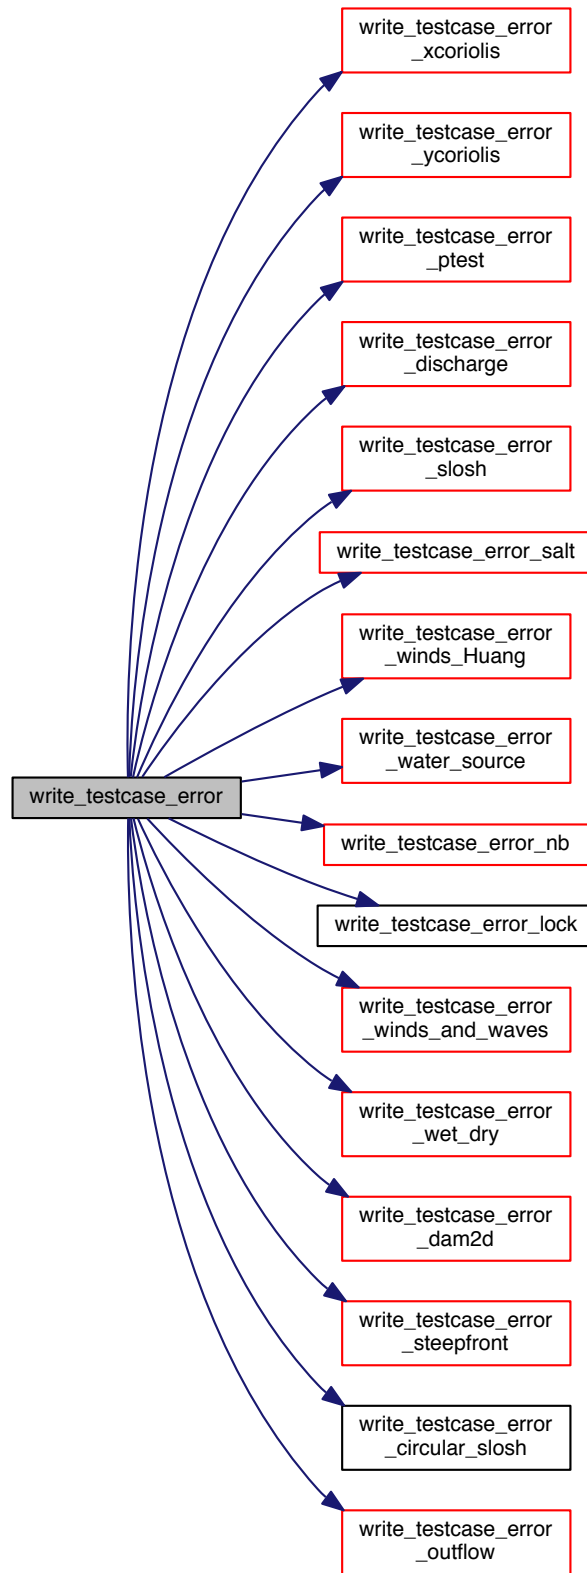 write_testcase_error
_xcoriolis
write_testcase_error
_ycoriolis
write_testcase_error
_ptest
write_testcase_error
_discharge
write_testcase_error
_slosh
write_testcase_error_salt
write_testcase_error
_winds_Huang
write_testcase_error
_water_source
write_testcase_error
write_testcase_error_nb
write_testcase_error_lock
write_testcase_error
_winds_and_waves
write_testcase_error
_wet_dry
write_testcase_error
_dam2d
write_testcase_error
_steepfront
write_testcase_error
_circular_slosh
write_testcase_error
_outflow